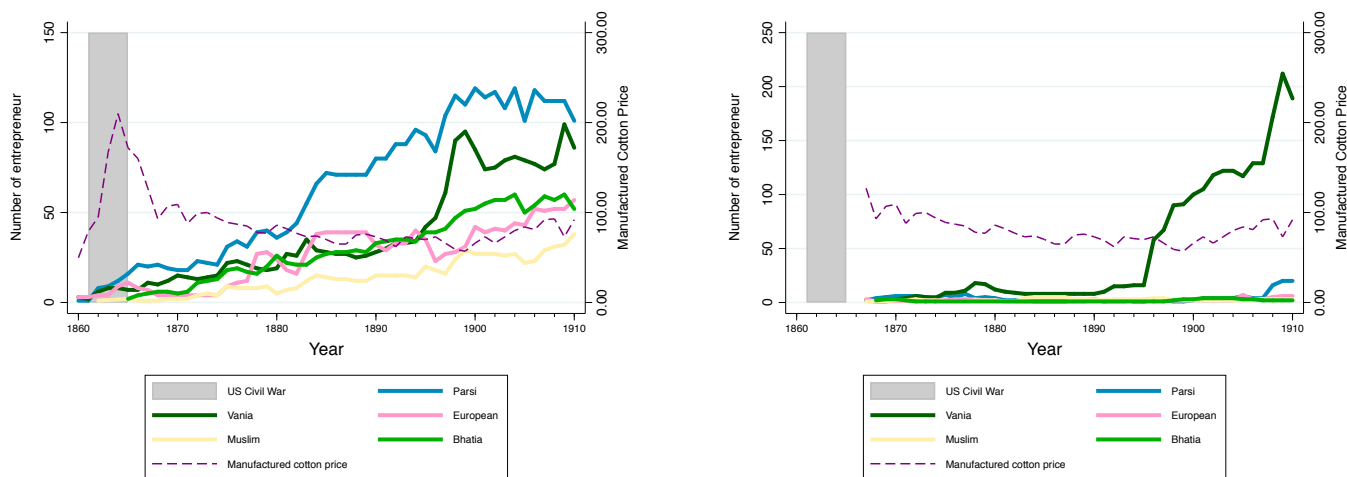 150
100
50
0
Number of entrepreneur
300.00
200.00
100.00
0.00
Manufactured Cotton Price
1860 1870 1880 1890 1900 1910
Year
US Civil War Parsi
Vania European
Muslim Bhatia
Manufactured cotton price
250
200
150
100
50
0
Number of entrepreneur
300.00
200.00
100.00
0.00
Manufactured Cotton Price
1860 1870 1880 1890 1900 1910
Year
US Civil War Parsi
Vania European
Muslim Bhatia
Manufactured cotton price